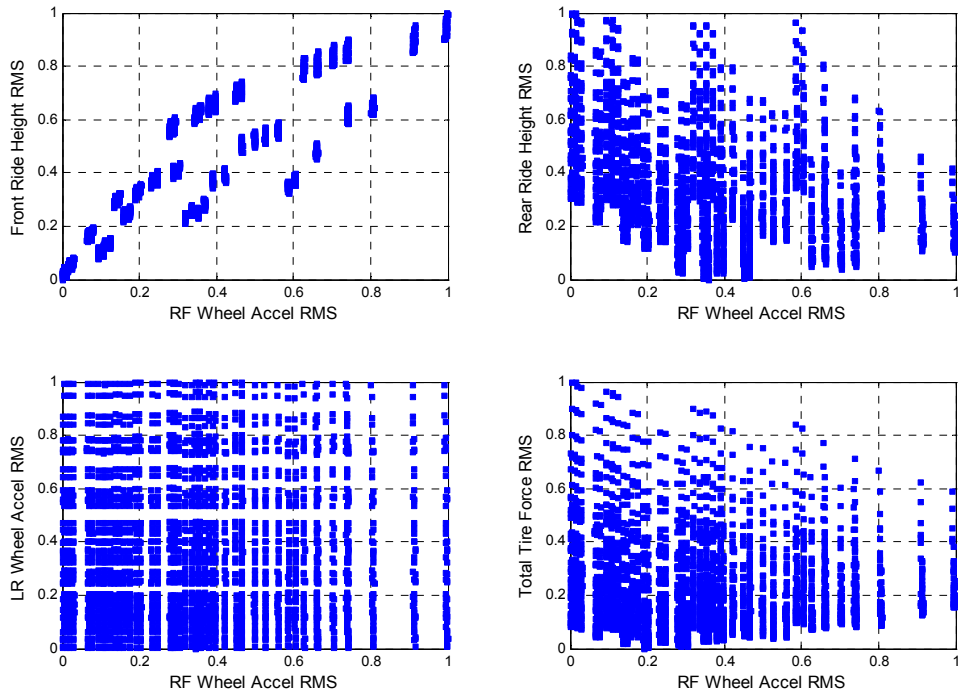 1
0.8
0.6
0.4
0.2
0
0 0.2 0.4 0.6 0.8 1
Front Ride Height RMS
RF Wheel Accel RMS
1
0.8
0.6
0.4
0.2
0
0 0.2 0.4 0.6 0.8 1
Rear Ride Height RMS
RF Wheel Accel RMS
1
0.8
0.6
0.4
0.2
0
0 0.2 0.4 0.6 0.8 1
LR Wheel Accel RMS
RF Wheel Accel RMS
1
0.8
0.6
0.4
0.2
0
0 0.2 0.4 0.6 0.8 1
Total Tire Force RMS
RF Wheel Accel RMS